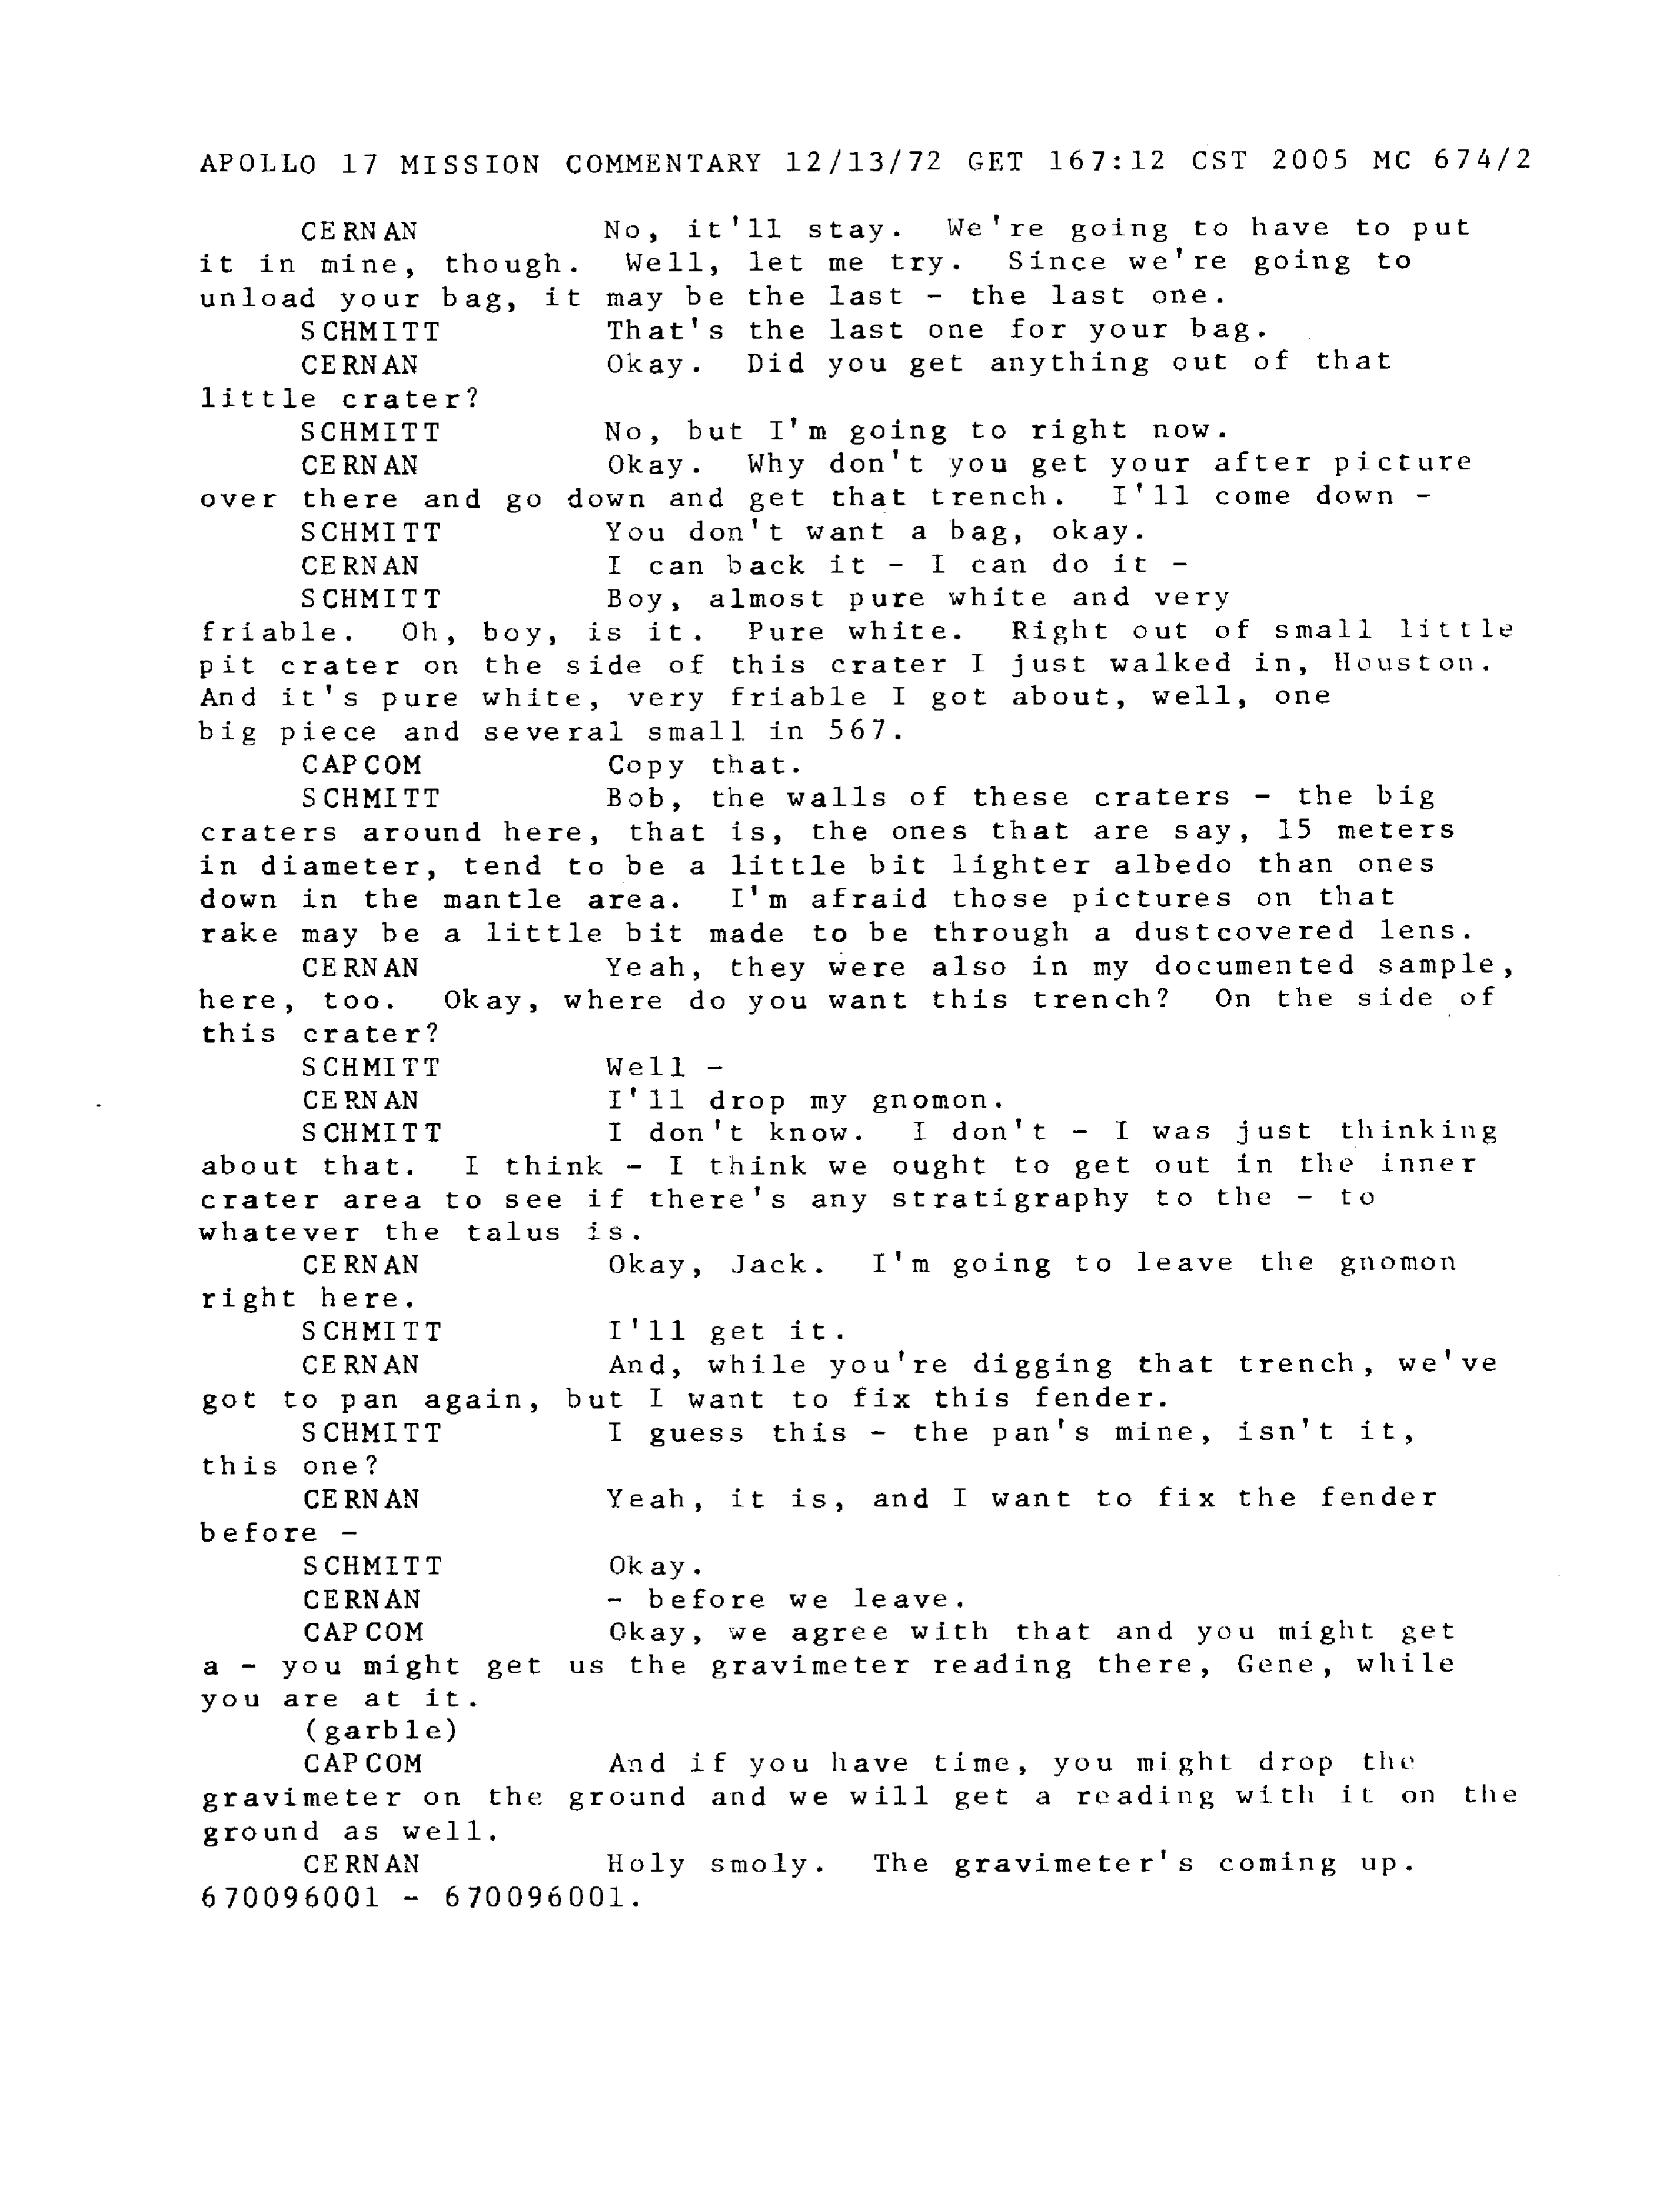 APOLLO 17 MISSION COMMENTARY 12/13/72 GET 167:12 CST 2005 MC 674/2
CERNAN No, it'll stay. We're going to have to put
it in mine, though. Well, let me try. Since we're going to
unload your bag, it may be the last - the last one.
SCHMITT That's the last one for your bag.
CERNAN Okay. Did you get anything out of that
little crater?
SCHMITT No, but I'm going to right now.
CERNAN Okay. Why don't you get your after picture
over there and go down and get that trench. I'll come down -
SCHMITT You don't want a bag, okay.
CERNAN I can back it - I can do it -
SCHMITT Boy, almost pure white and very
friable. Oh, boy, is it. Pure white. Right out of small little
pit crater on the side of this crater I just walked in, Houston.
And it's pure white, very friable I got about, well, one
big piece and several small in 567.
CAPCOM Copy that.
SCHMITT Bob, the walls of these craters - the big
craters around here, that is, the ones that are say, 15 meters
in diameter, tend to be a little bit lighter albedo than ones
down in the mantle area. I'm afraid those pictures on that
rake may be a little bit made to be through a dustcovered lens.
CERNAN Yeah, they were also in my documented sample,
here, too. Okay, where do you want this trench? On the side of
this crater?
SCHMITT Well -
CERNAN I'll drop my gnomon.
SCHMITT I don't know. I don't - I was just thinking
about that. I think - I think we ought to get out in the inner
crater area to see if there's any stratigraphy to the - to
whatever the talus is.
CERNAN Okay, Jack. I'm going to leave the gnomon
right here.
SCHMITT I'll get it.
CERNAN And, while you're digging that trench, we've
got to pan again, but I want to fix this fender.
SCHMITT I guess this - the pan's mine, isn't it,
this one?
CERNAN Yeah, it is, and I want to fix the fender
before -
SCHMITT Okay.
CERNAN - before we leave.
CAPCOM Okay, we agree with that and you might get
a - you might get us the gravimeter reading there, Gene, while
you are at it.
(garble)
CAPCOM And if you have time, you might drop the
gravimeter on the ground and we will get a reading with it on the
ground as well.
CERNAN Holy smoly. The gravimeter's coming up.
670096001 - 670096001.